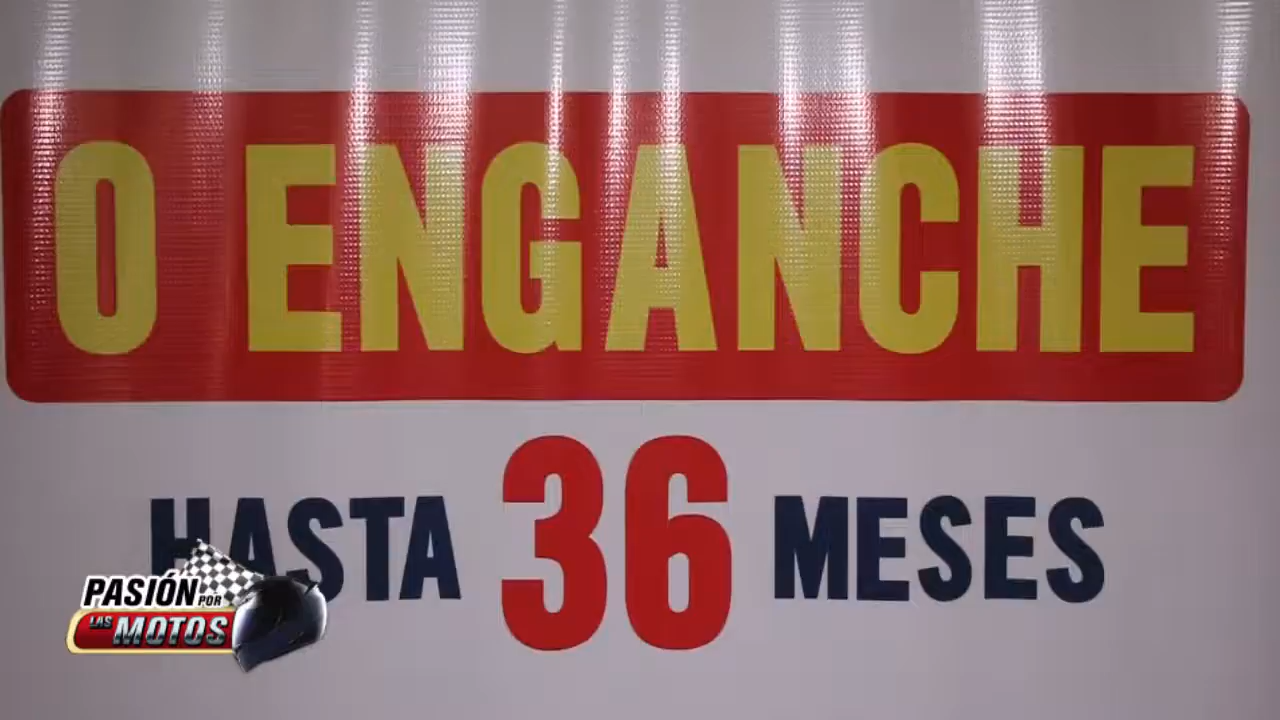 0 ENGANCHE
HASTA 36 MESES
PASIÓN POR
LAS MOTOS